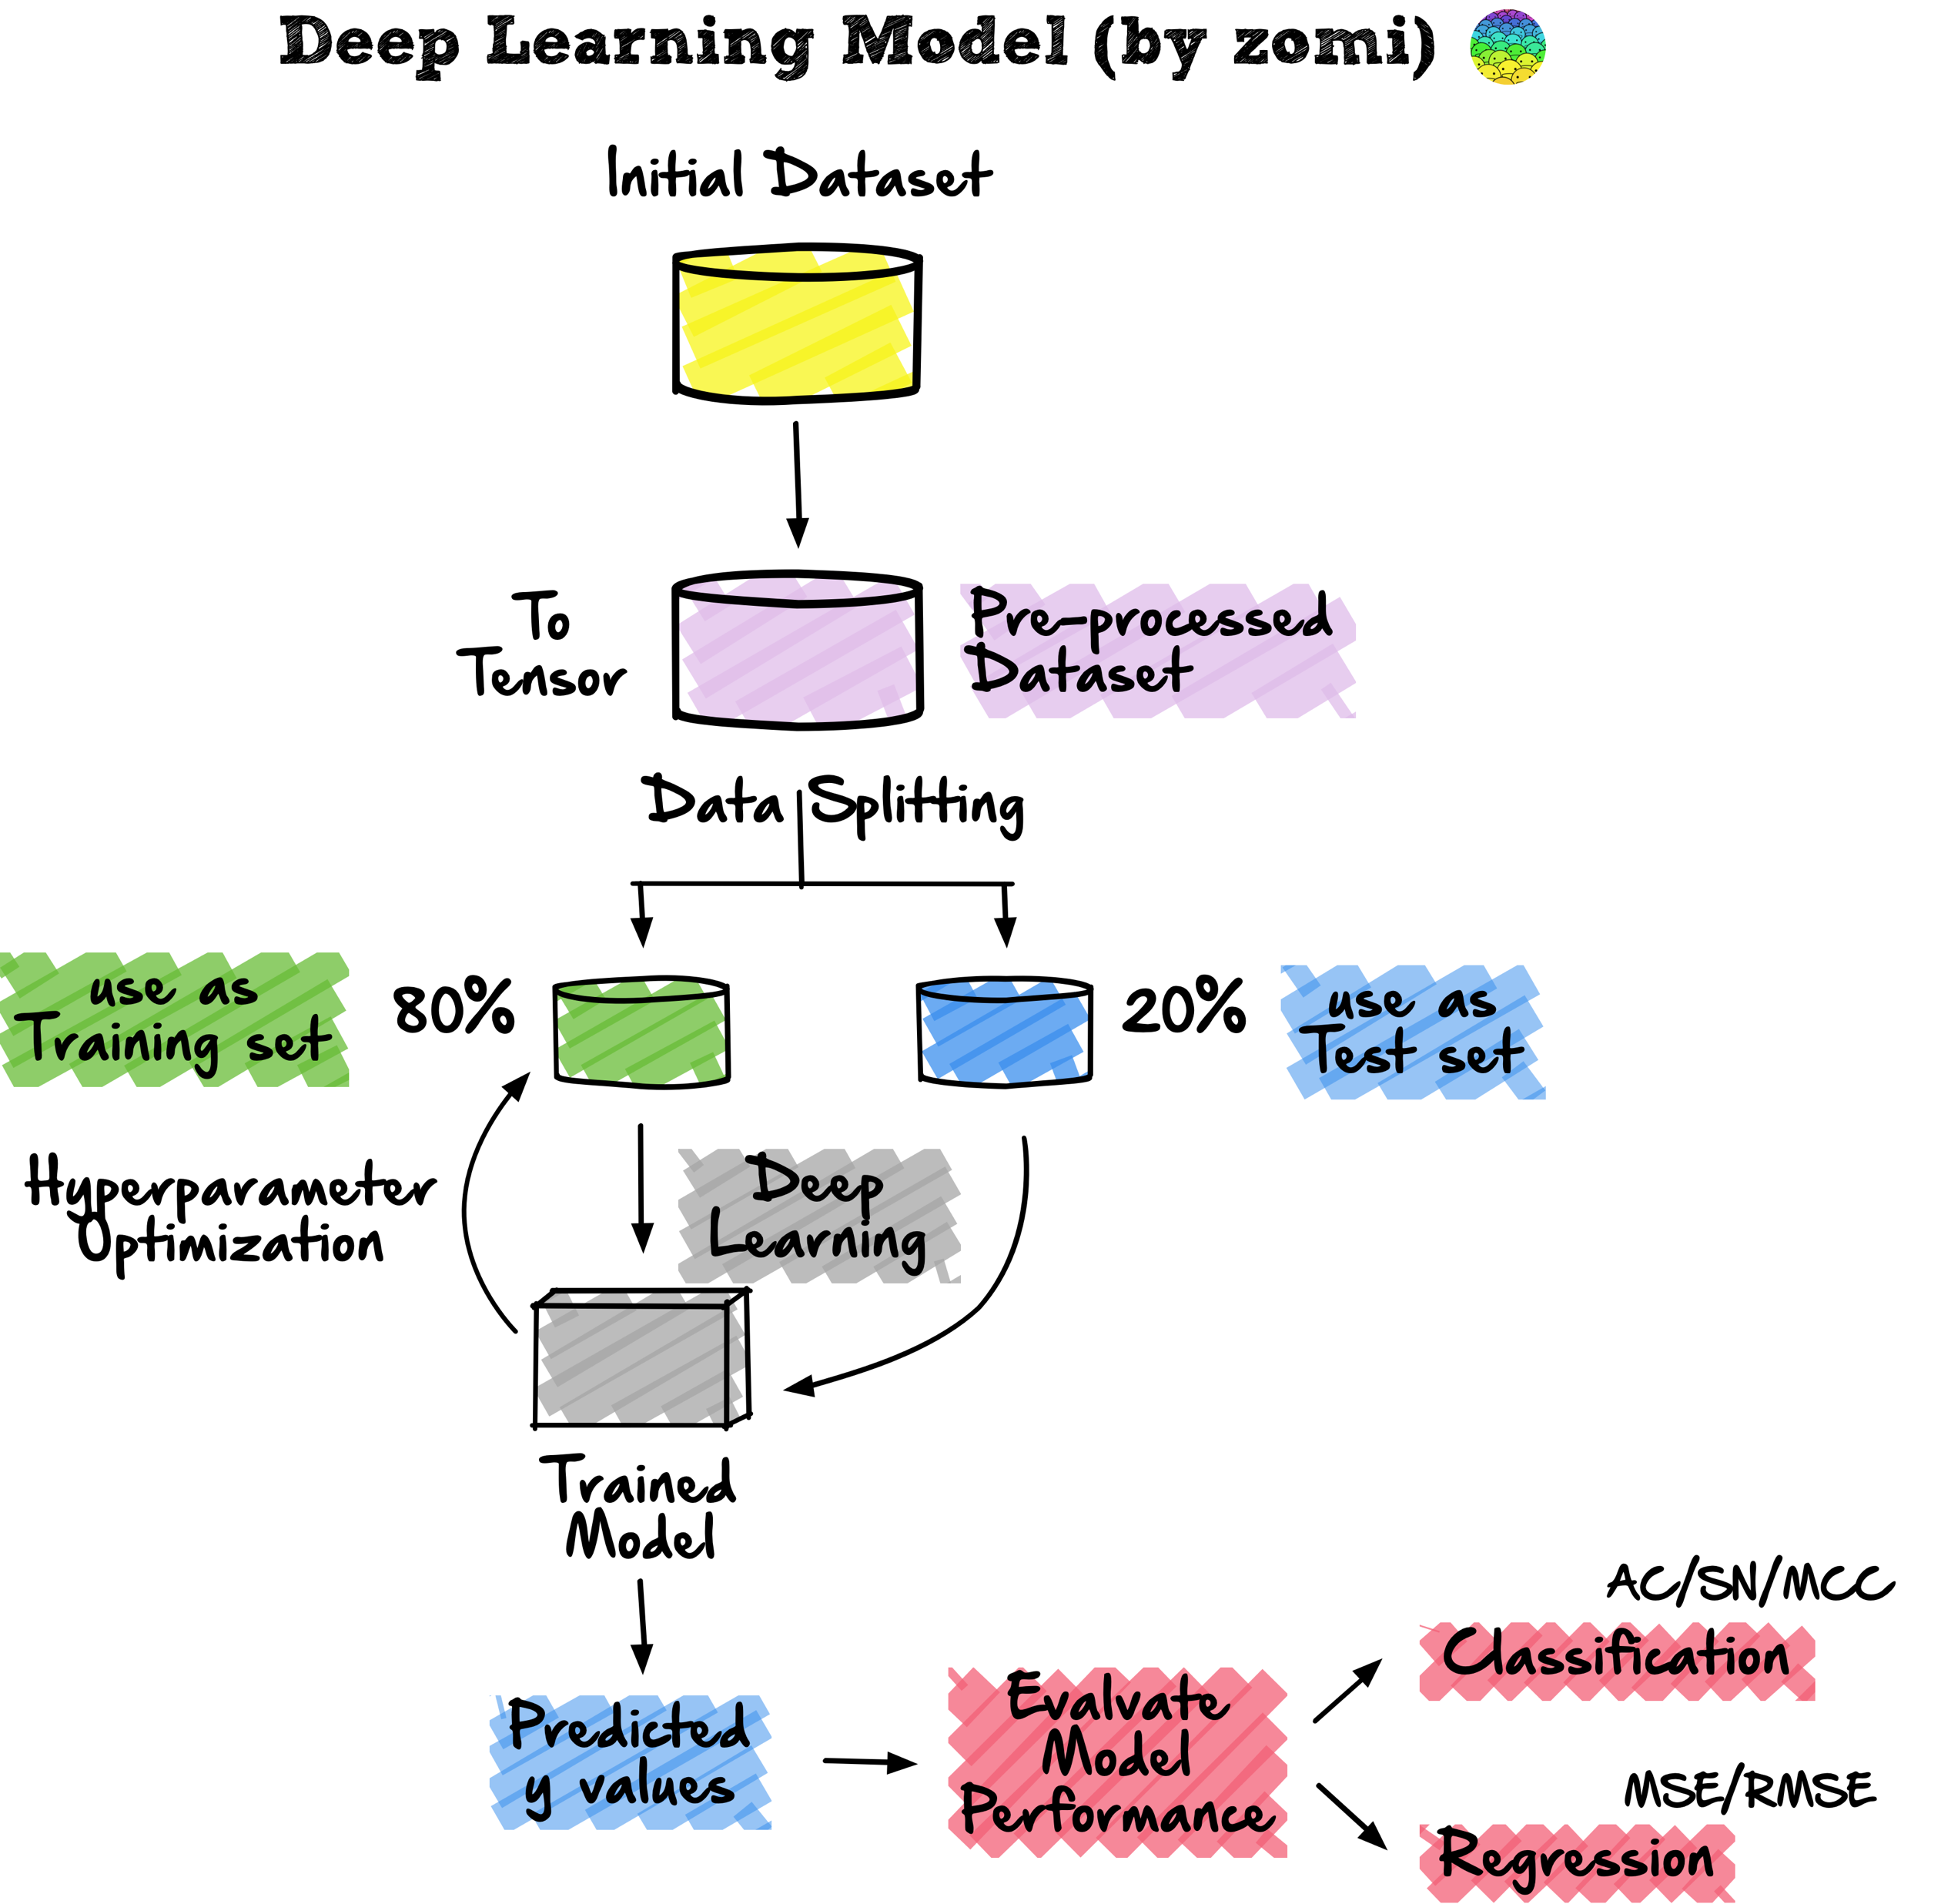 Deep Learning Model (by zomi)
Initial Dataset
To
Tensor
Pre-processed
Dataset
Data Splitting
use as
Training set
80%
20%
use as
Test set
Hyperparameter
Optimization
Deep
Learning
Trained
Model
Predicted
y values
Evalvate
Model
Performance
AC/SN/MCC
Classification
MSE/RMSE
Regression